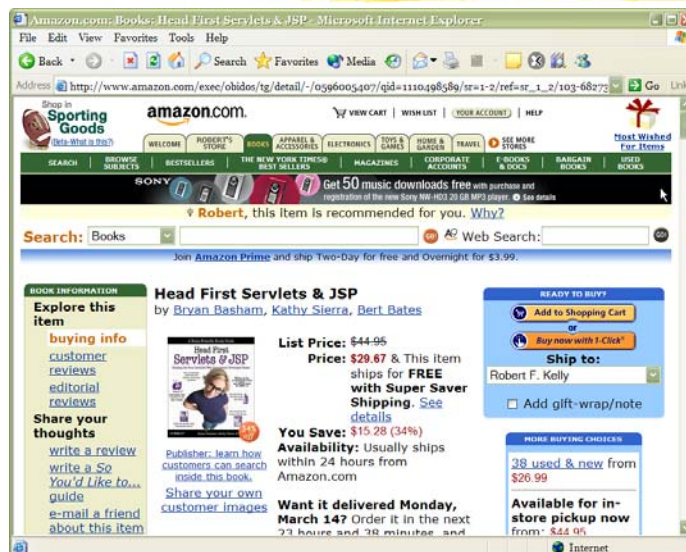 Amazon.com: Books: Head First Servlets & JSP - Microsoft Internet Explorer
File Edit View Favorites Tools Help
Back Search Favorites Media
Address http://www.amazon.com/exec/obidos/tg/detail/-/0596005407/qid=1110498589/sr=1-2/ref=sr_1_2/103-68273 Go Link
Shop in
Sporting
Goods
(Beta-What is this?)
amazon.com.
VIEW CART | WISH LIST | YOUR ACCOUNT | HELP
WELCOME
ROBERT'S STORE
BOOKS
APPAREL & ACCESSORIES
ELECTRONICS
TOYS & GAMES
HOME & GARDEN
TRAVEL
SEE MORE STORES
Most Wished
For Items
SEARCH
BROWSE SUBJECTS
BESTSELLERS
THE NEW YORK TIMES® BEST SELLERS
MAGAZINES
CORPORATE ACCOUNTS
E-BOOKS & DOCS
BARGAIN BOOKS
USED BOOKS
SONY Get 50 music downloads free with purchase and
registration of the new Sony NW-HD3 20 GB MP3 player. See details
Robert, this item is recommended for you. Why?
Search: Books GO! Web Search: GO!
Join Amazon Prime and ship Two-Day for free and Overnight for $3.99.
BOOK INFORMATION
Explore this
item
buying info
customer
reviews
editorial
reviews
Share your
thoughts
write a review
write a So
You'd Like to...
guide
e-mail a friend
about this item
Head First Servlets & JSP
by Bryan Basham, Kathy Sierra, Bert Bates
Head First
Servlets & JSP
34%
off!
Publisher: learn how
customers can search
inside this book.
Share your own
customer images
List Price: $44.95
Price: $29.67 & This item
ships for FREE
with Super Saver
Shipping. See
details
You Save: $15.28 (34%)
Availability: Usually ships
within 24 hours from
Amazon.com
Want it delivered Monday,
March 14? Order it in the next
23 hours and 38 minutes, and
READY TO BUY?
Add to Shopping Cart
or
Buy now with 1-Click®
Ship to:
Robert F. Kelly
Add gift-wrap/note
MORE BUYING CHOICES
38 used & new from
$26.99
Available for in-
store pickup now
from: $44.95
Internet